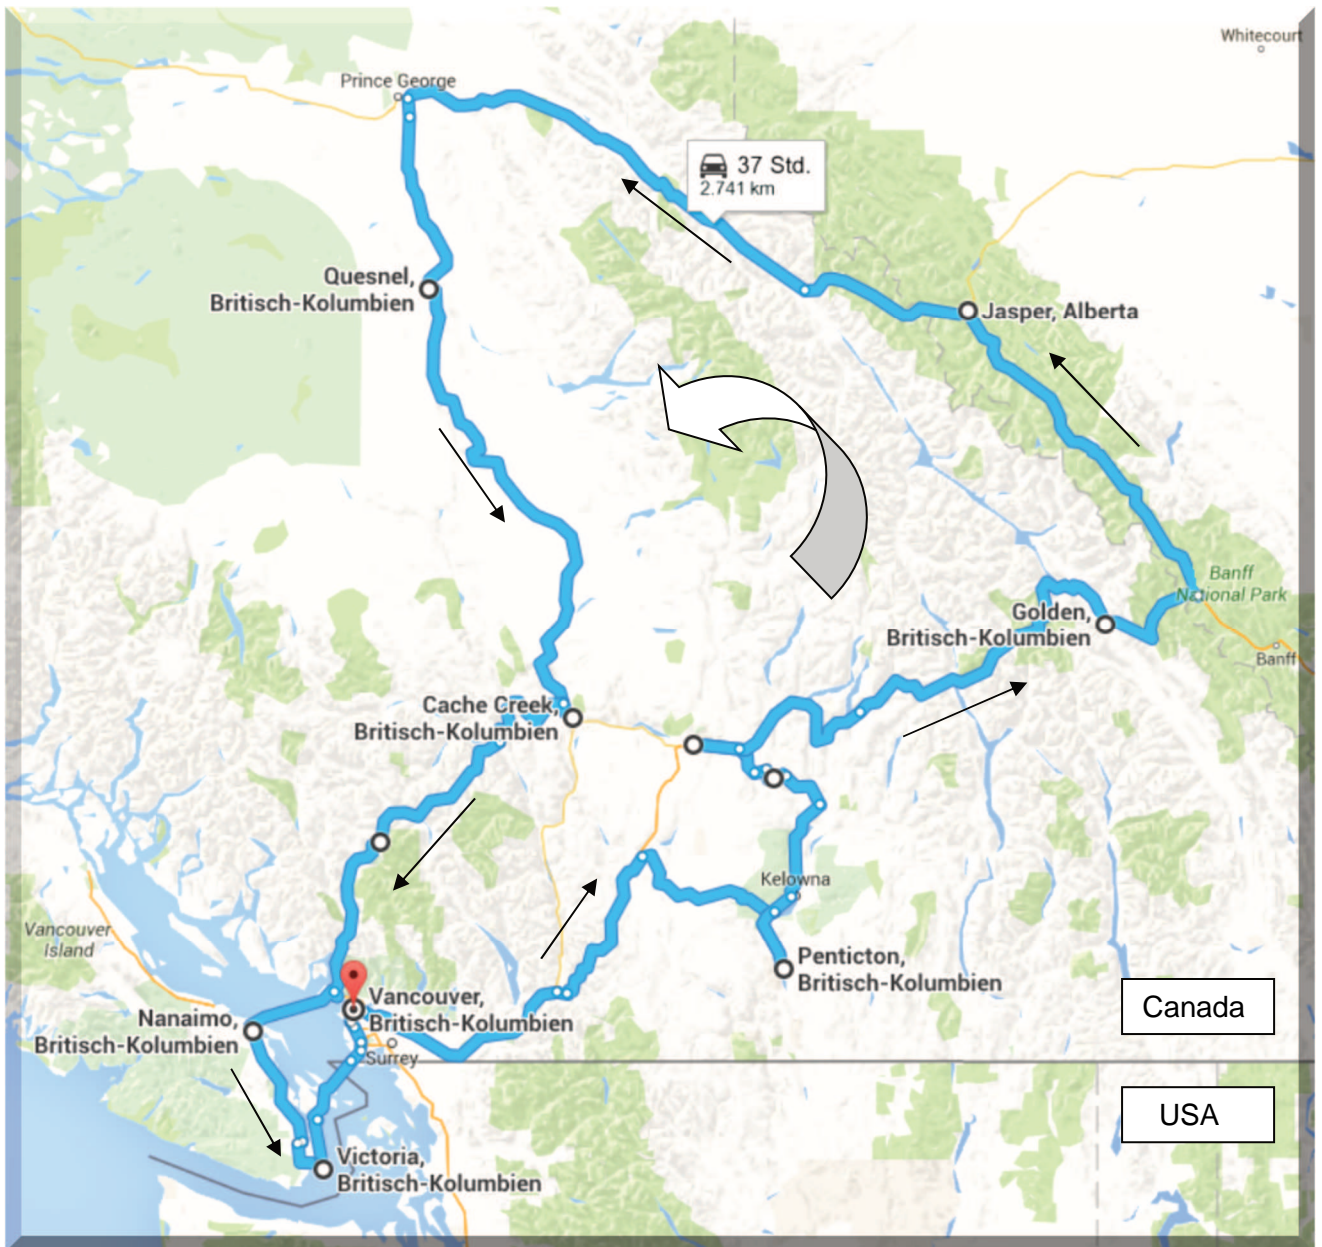 Whitecourt
Prince George
37 Std.
2.741 km
Quesnel,
Britisch-Kolumbien
Jasper, Alberta
Banff
National Park
Golden,
Britisch-Kolumbien
Banff
Cache Creek,
Britisch-Kolumbien
Kelowna
Vancouver
Island
Penticton,
Britisch-Kolumbien
Vancouver,
Britisch-Kolumbien
Canada
Nanaimo,
Britisch-Kolumbien
Surrey
USA
Victoria,
Britisch-Kolumbien